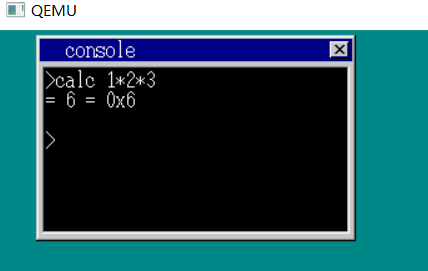 QEMU
console
>calc 1*2*3
= 6 = 0x6
>